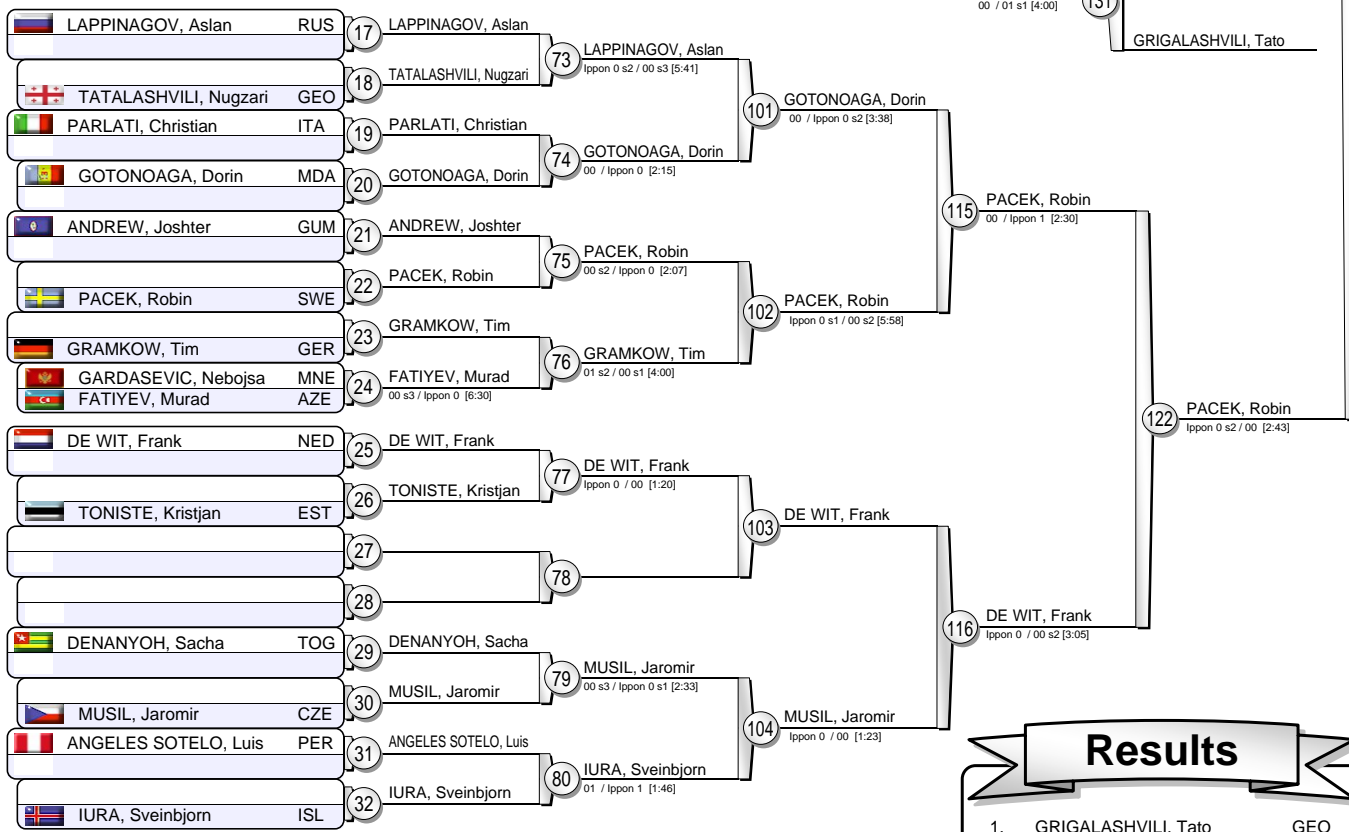 00 / 01 s1 [4:00]
131
GRIGALASHVILI, Tato
LAPPINAGOV, Aslan RUS
17
LAPPINAGOV, Aslan
73
LAPPINAGOV, Aslan
Ippon 0 s2 / 00 s3 [5:41]
TATALASHVILI, Nugzari GEO
18
TATALASHVILI, Nugzari
101
GOTONOAGA, Dorin
00 / Ippon 0 s2 [3:38]
PARLATI, Christian ITA
19
PARLATI, Christian
74
GOTONOAGA, Dorin
00 / Ippon 0 [2:15]
GOTONOAGA, Dorin MDA
20
GOTONOAGA, Dorin
115
PACEK, Robin
00 / Ippon 1 [2:30]
ANDREW, Joshter GUM
21
ANDREW, Joshter
75
PACEK, Robin
00 s2 / Ippon 0 [2:07]
PACEK, Robin SWE
22
PACEK, Robin
102
PACEK, Robin
Ippon 0 s1 / 00 s2 [5:58]
GRAMKOW, Tim GER
23
GRAMKOW, Tim
76
GRAMKOW, Tim
01 s2 / 00 s1 [4:00]
GARDASEVIC, Nebojsa MNE
FATIYEV, Murad AZE
24
FATIYEV, Murad
00 s3 / Ippon 0 [6:30]
122
PACEK, Robin
Ippon 0 s2 / 00 [2:43]
DE WIT, Frank NED
25
DE WIT, Frank
77
DE WIT, Frank
Ippon 0 / 00 [1:20]
TONISTE, Kristjan EST
26
TONISTE, Kristjan
103
DE WIT, Frank
27
78
28
116
DE WIT, Frank
Ippon 0 / 00 s2 [3:05]
DENANYOH, Sacha TOG
29
DENANYOH, Sacha
79
MUSIL, Jaromir
00 s3 / Ippon 0 s1 [2:33]
MUSIL, Jaromir CZE
30
MUSIL, Jaromir
104
MUSIL, Jaromir
Ippon 0 / 00 [1:23]
ANGELES SOTELO, Luis PER
31
ANGELES SOTELO, Luis
80
IURA, Sveinbjorn
01 / Ippon 1 [1:46]
IURA, Sveinbjorn ISL
32
IURA, Sveinbjorn
Results
1. GRIGALASHVILI, Tato GEO